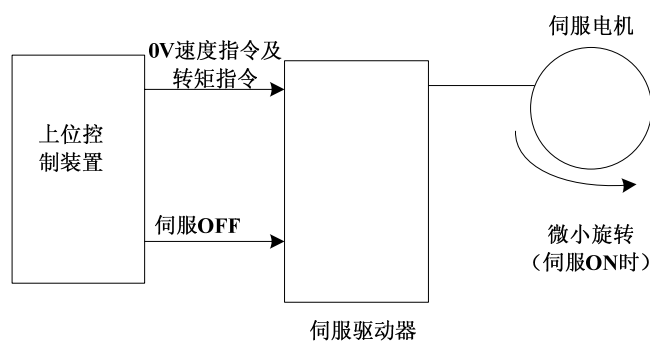 伺服电机
0V速度指令及
转矩指令
上位控
制装置
伺服OFF
微小旋转
（伺服ON时）
伺服驱动器